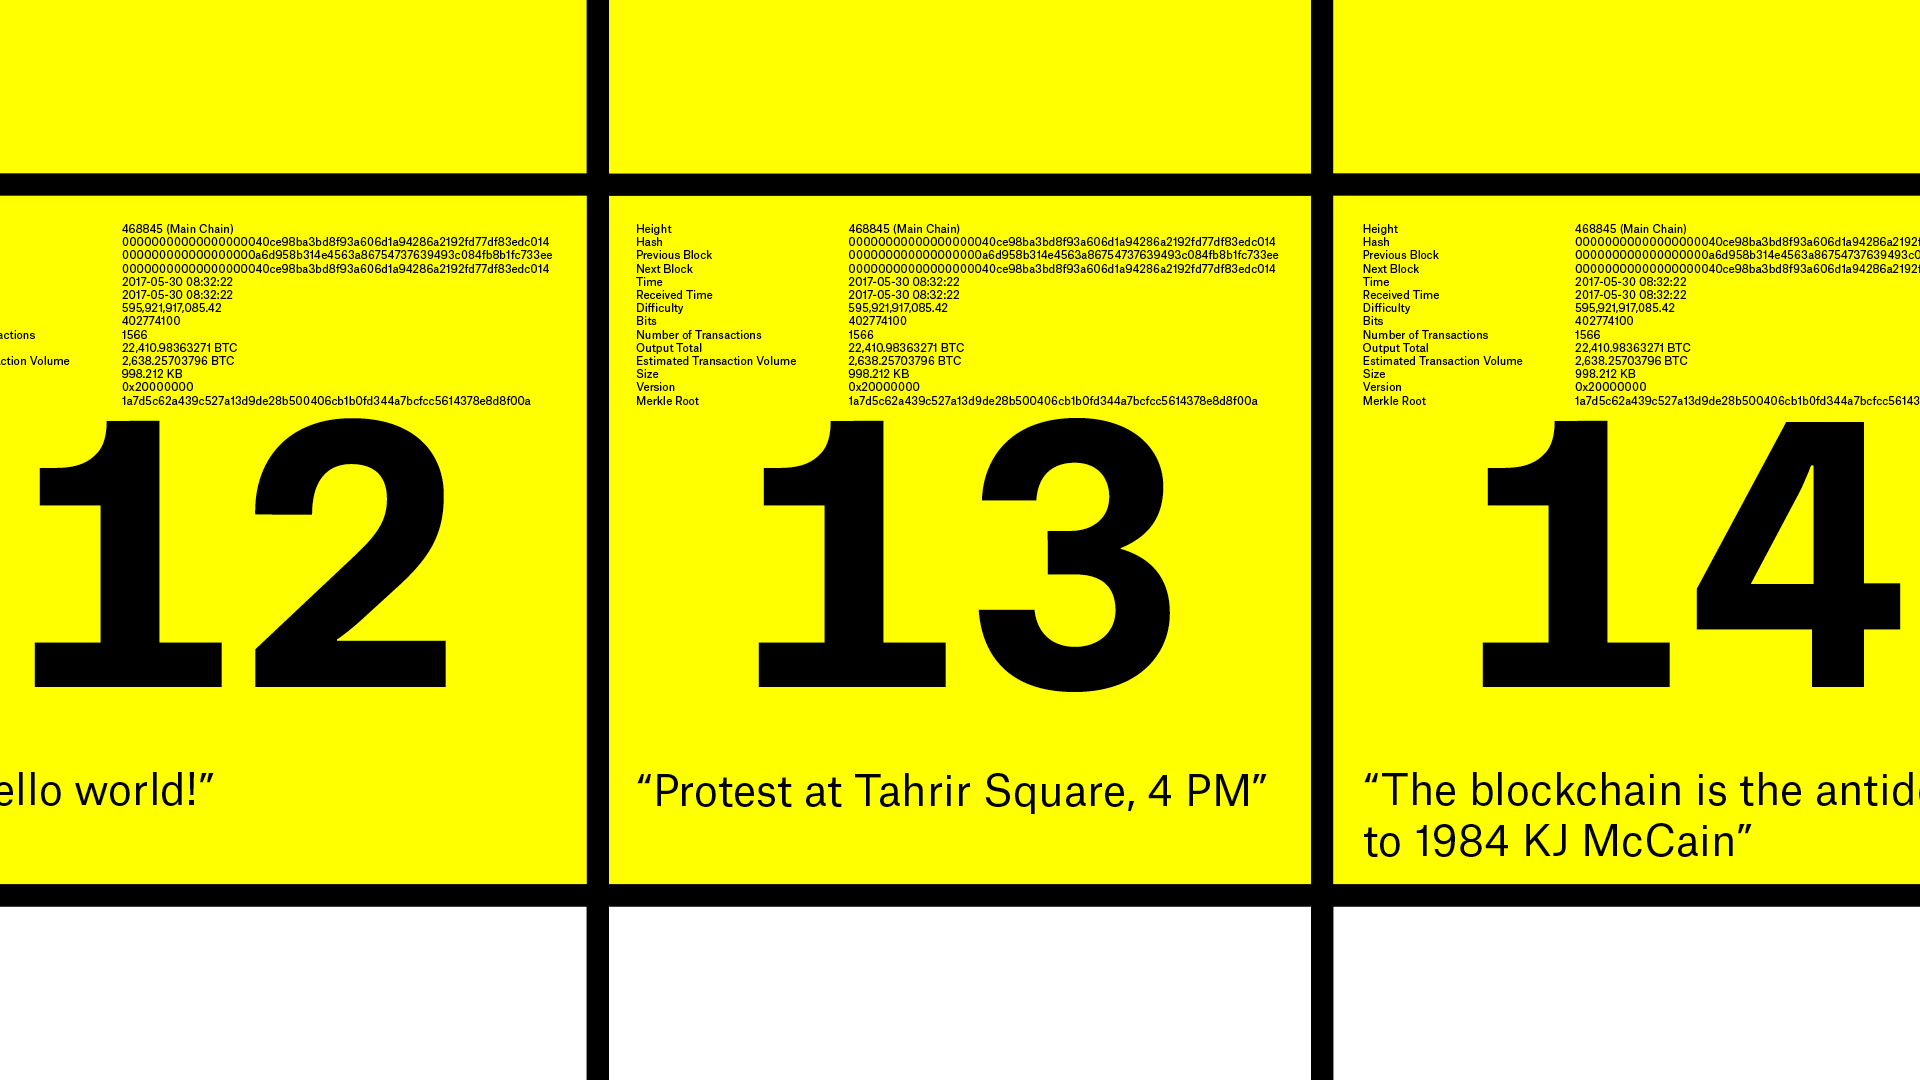 468845 (Main Chain)
00000000000000000040ce98ba3bd8f93a606d1a94286a2192fd77df83edc014
000000000000000000a6d958b314e4563a86754737639493c084fb8b1fc733ee
00000000000000000040ce98ba3bd8f93a606d1a94286a2192fd77df83edc014
2017-05-30 08:32:22
2017-05-30 08:32:22
595,921,917,085.42
402774100
actions 1566
22,410.98363271 BTC
ction Volume 2,638.25703796 BTC
998.212 KB
0x20000000
1a7d5c62a439c527a13d9de28b500406cb1b0fd344a7bcfcc5614378e8d8f00a
12
ello world!”
Height 468845 (Main Chain)
Hash 00000000000000000040ce98ba3bd8f93a606d1a94286a2192fd77df83edc014
Previous Block 000000000000000000a6d958b314e4563a86754737639493c084fb8b1fc733ee
Next Block 00000000000000000040ce98ba3bd8f93a606d1a94286a2192fd77df83edc014
Time 2017-05-30 08:32:22
Received Time 2017-05-30 08:32:22
Difficulty 595,921,917,085.42
Bits 402774100
Number of Transactions 1566
Output Total 22,410.98363271 BTC
Estimated Transaction Volume 2,638.25703796 BTC
Size 998.212 KB
Version 0x20000000
Merkle Root 1a7d5c62a439c527a13d9de28b500406cb1b0fd344a7bcfcc5614378e8d8f00a
13
“Protest at Tahrir Square, 4 PM”
Height 468845 (Main Chain)
Hash 00000000000000000040ce98ba3bd8f93a606d1a94286a2192f
Previous Block 000000000000000000a6d958b314e4563a86754737639493c0
Next Block 00000000000000000040ce98ba3bd8f93a606d1a94286a2192f
Time 2017-05-30 08:32:22
Received Time 2017-05-30 08:32:22
Difficulty 595,921,917,085.42
Bits 402774100
Number of Transactions 1566
Output Total 22,410.98363271 BTC
Estimated Transaction Volume 2,638.25703796 BTC
Size 998.212 KB
Version 0x20000000
Merkle Root 1a7d5c62a439c527a13d9de28b500406cb1b0fd344a7bcfcc56143
14
“The blockchain is the antid
to 1984 KJ McCain”